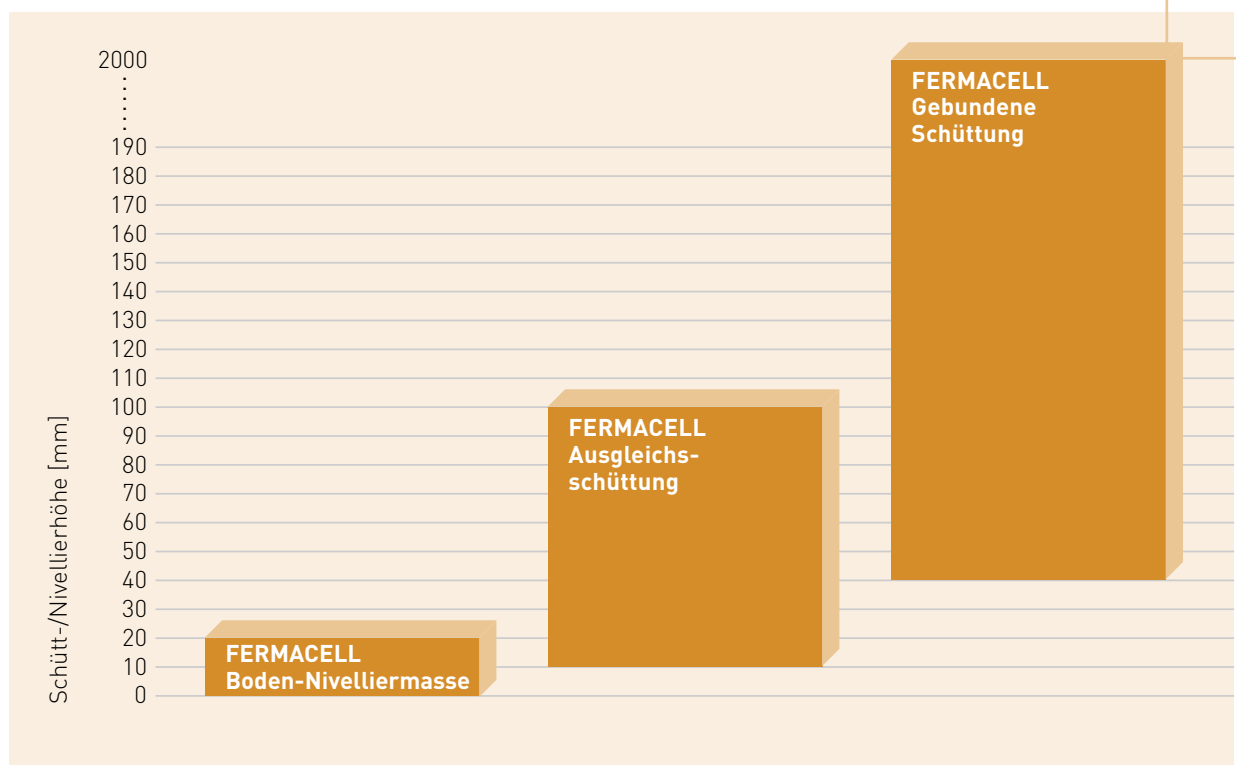 2000
190
180
170
160
150
140
130
120
110
100
90
80
70
60
50
40
30
20
10
0
Schütt-/Nivellierhöhe [mm]
FERMACELL
Boden-Nivelliermasse
FERMACELL
Ausgleichs-
schüttung
FERMACELL
Gebundene
Schüttung